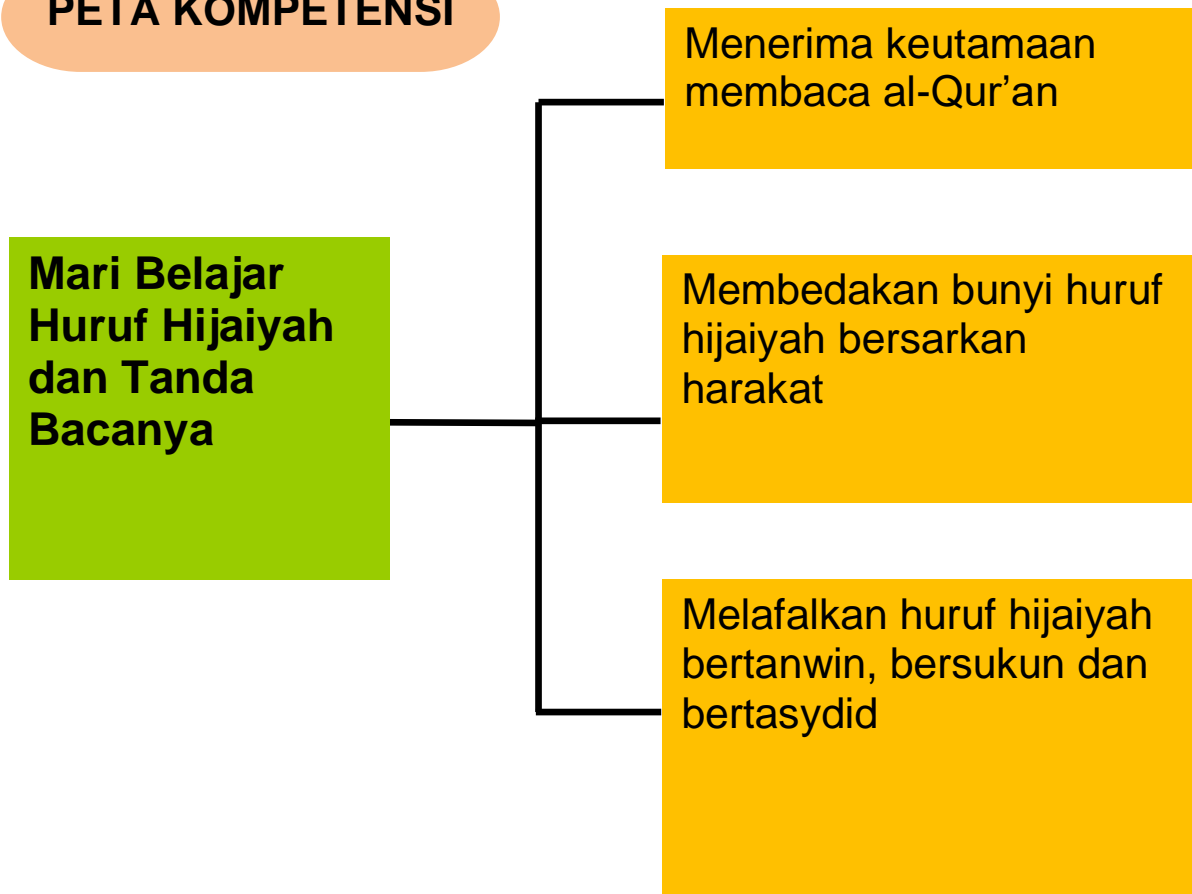 PETA KOMPETENSI
Menerima keutamaan
membaca al-Qur’an
Mari Belajar
Huruf Hijaiyah
dan Tanda
Bacanya
Membedakan bunyi huruf
hijaiyah bersarkan
harakat
Melafalkan huruf hijaiyah
bertanwin, bersukun dan
bertasydid